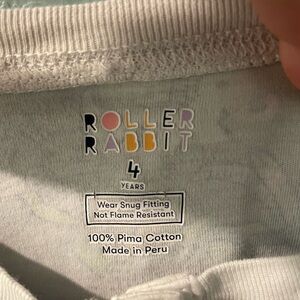 ROLLER
RABBIT
4
YEARS
Wear Snug Fitting
Not Flame Resistant
100% Pima Cotton
Made in Peru